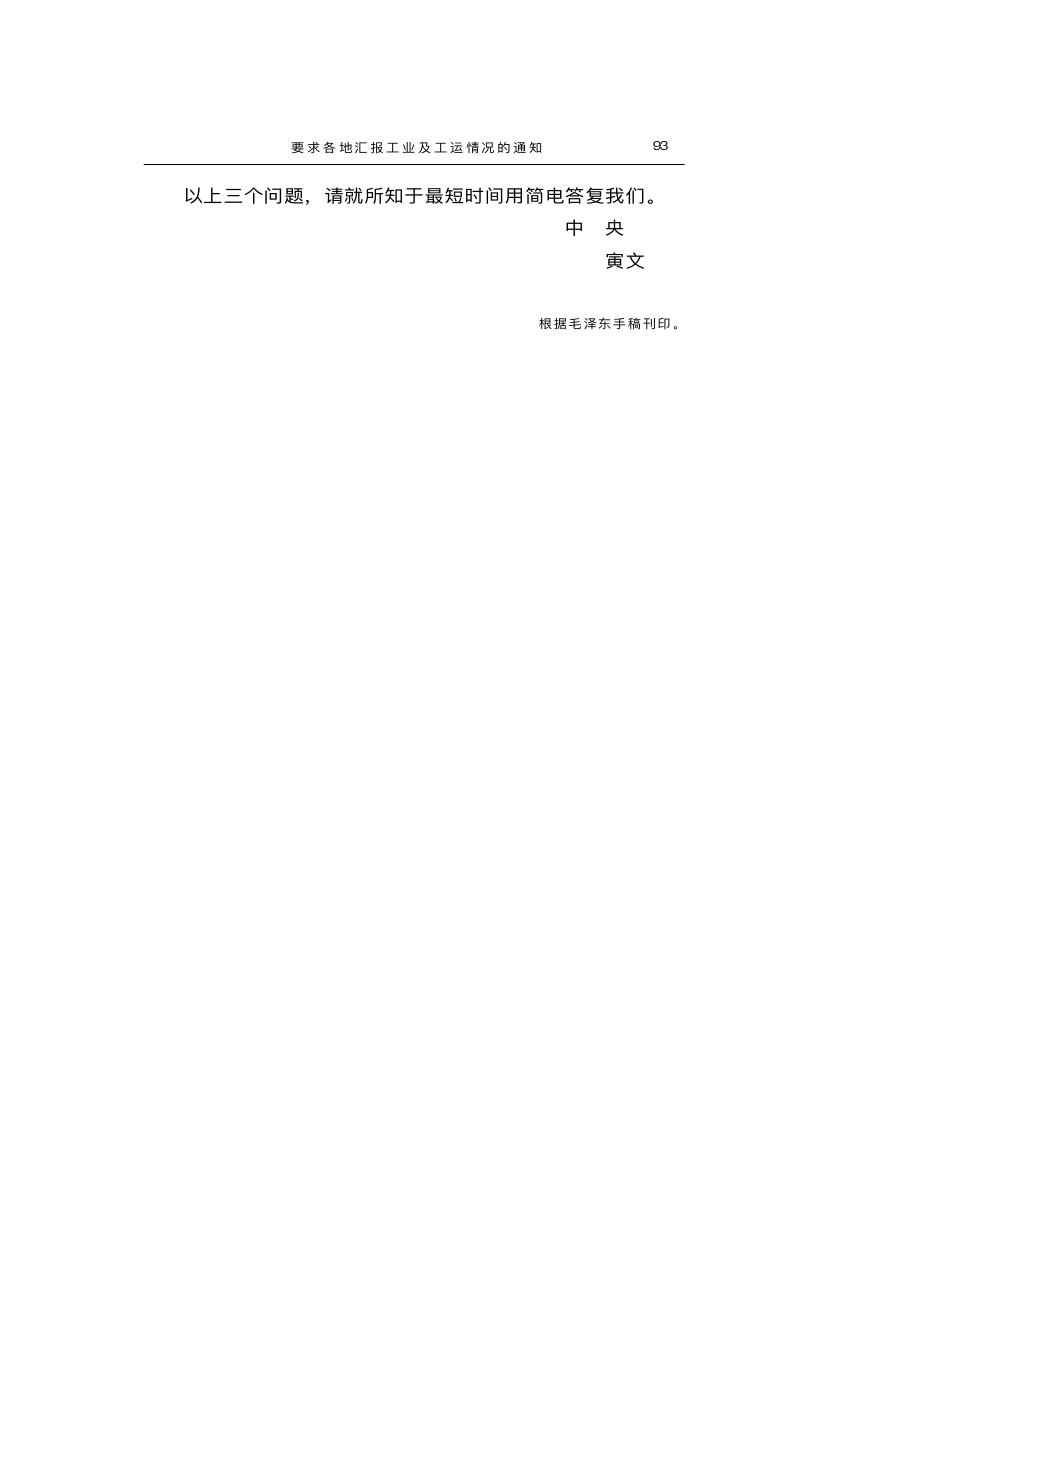 要求各地汇报工业及工运情况的通知 93
以上三个问题，请就所知于最短时间用简电答复我们。
中　央
寅文
根据毛泽东手稿刊印。